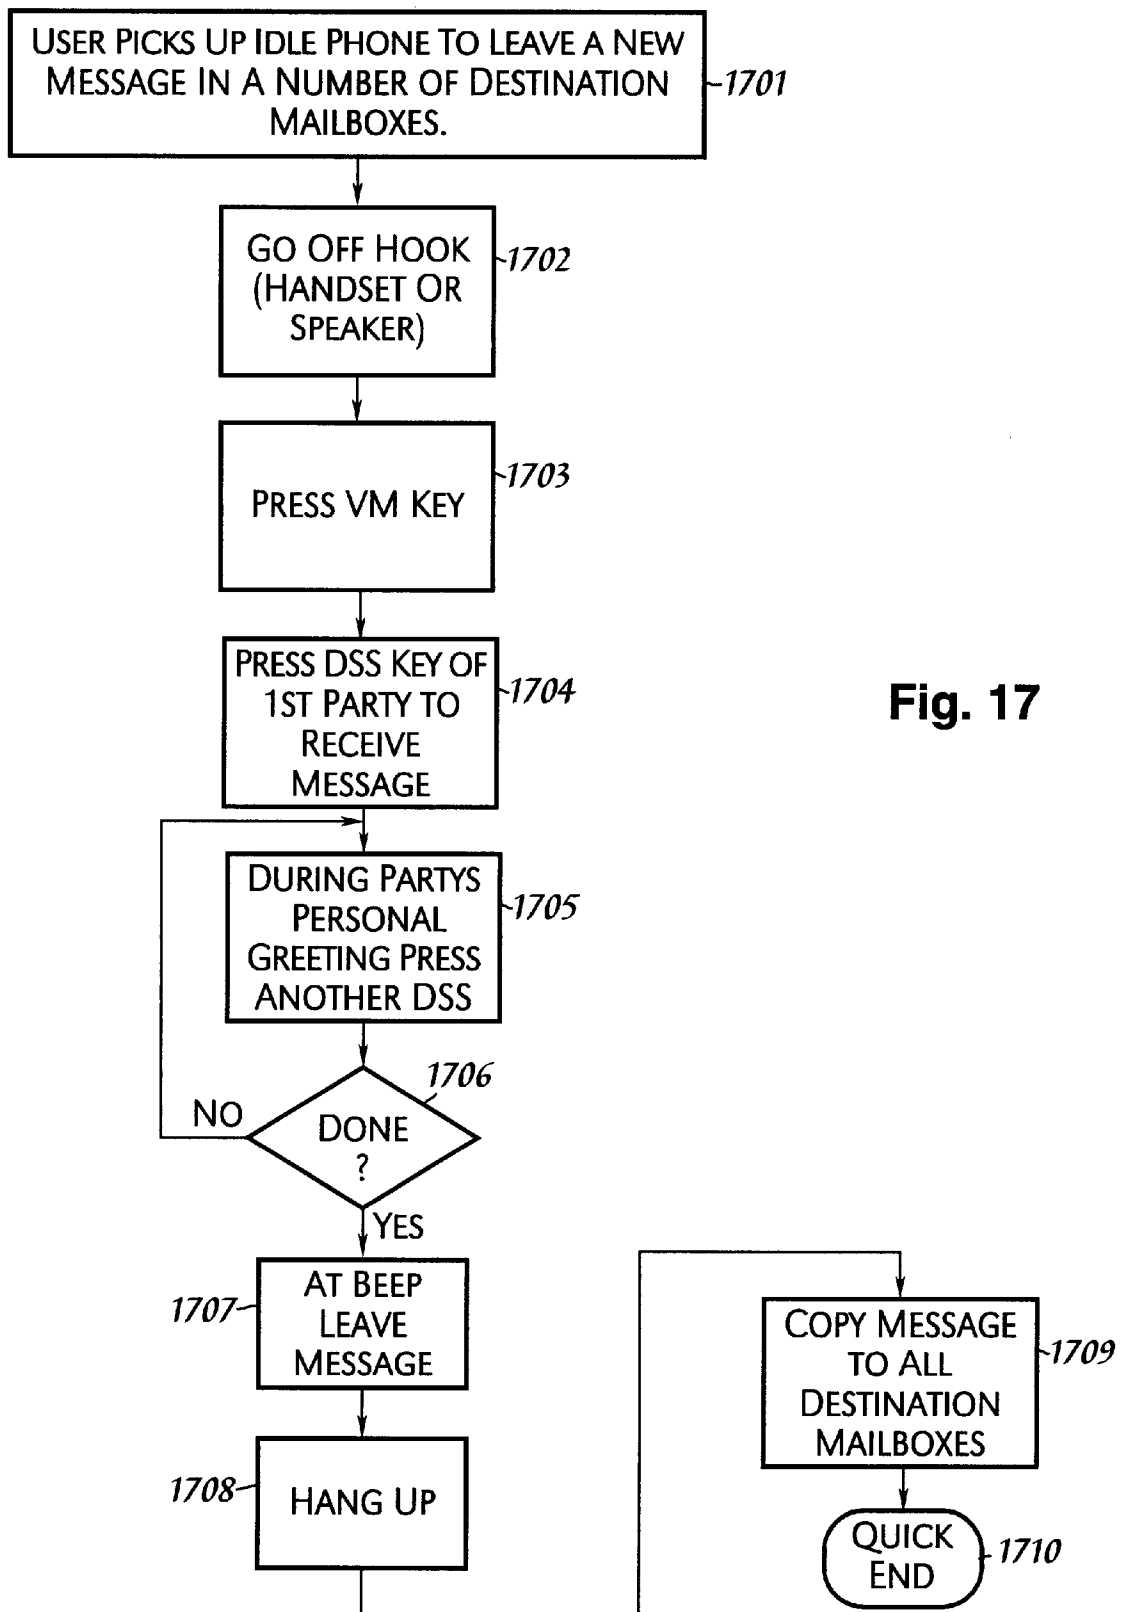 USER PICKS UP IDLE PHONE TO LEAVE A NEW
MESSAGE IN A NUMBER OF DESTINATION
MAILBOXES.
1701
GO OFF HOOK
(HANDSET OR
SPEAKER)
1702
PRESS VM KEY
1703
PRESS DSS KEY OF
1ST PARTY TO
RECEIVE
MESSAGE
1704
Fig. 17
DURING PARTYS
PERSONAL
GREETING PRESS
ANOTHER DSS
1705
1706
NO
DONE
?
YES
AT BEEP
LEAVE
MESSAGE
1707
HANG UP
1708
COPY MESSAGE
TO ALL
DESTINATION
MAILBOXES
1709
QUICK
END
1710